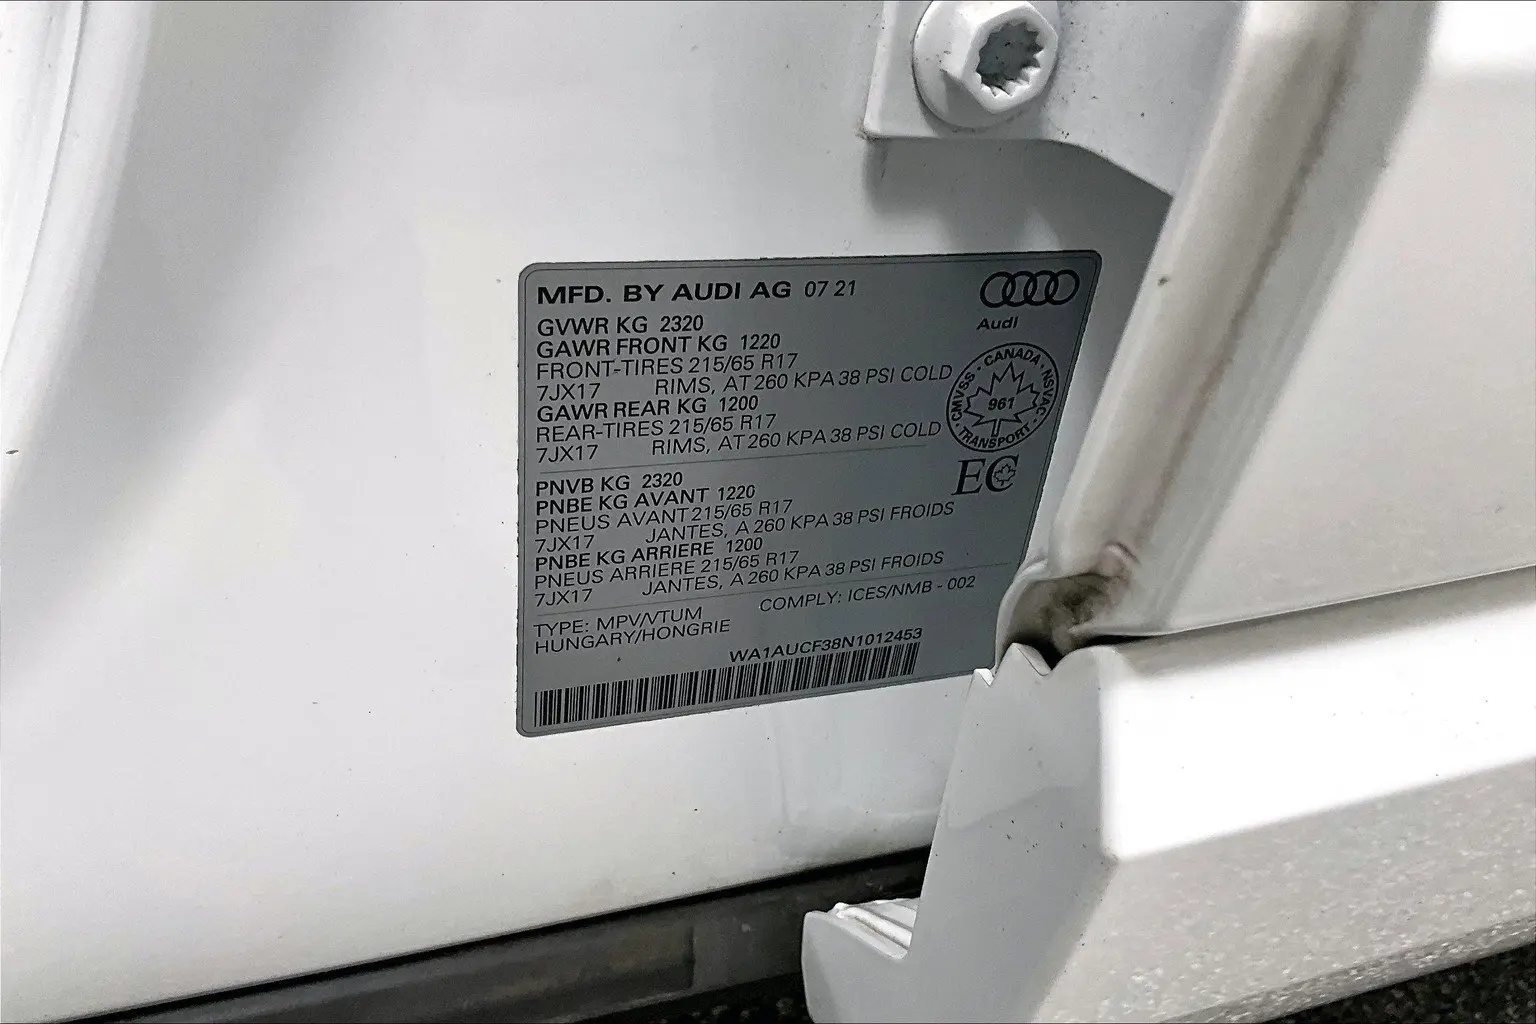 MFD. BY AUDI AG 07 21
Audi
GVWR KG 2320
GAWR FRONT KG 1220
FRONT-TIRES 215/65 R17
7JX17 RIMS, AT 260 KPA 38 PSI COLD
GAWR REAR KG 1200
REAR-TIRES 215/65 R17
7JX17 RIMS, AT 260 KPA 38 PSI COLD
CANADA · NSVAC · TRANSPORT · CMVSS ·
961
EC
PNVB KG 2320
PNBE KG AVANT 1220
PNEUS AVANT 215/65 R17
7JX17 JANTES, A 260 KPA 38 PSI FROIDS
PNBE KG ARRIERE 1200
PNEUS ARRIERE 215/65 R17
7JX17 JANTES, A 260 KPA 38 PSI FROIDS
TYPE: MPV/VTUM COMPLY: ICES/NMB - 002
HUNGARY/HONGRIE
WA1AUCF38N1012453